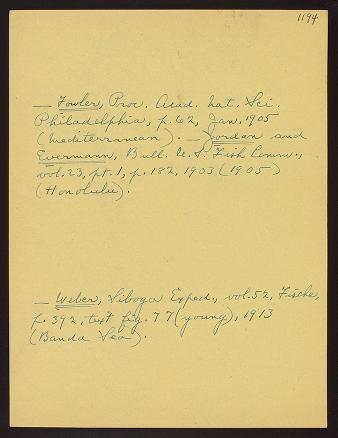 1194
— Fowler, Proc. Acad. Nat. Sci.
Philadelphia, p. 62, Jan. 1905
(Mediterranean). — Jordan and
Evermann, Bull. U.S. Fish Comm.,
vol. 23, pt. 1, p. 182, 1903 (1905)
(Honolulu).
— Weber, Siboga Exped., vol. 52, Fische,
p. 392, text fig. 77 (young), 1913
(Banda Sea).